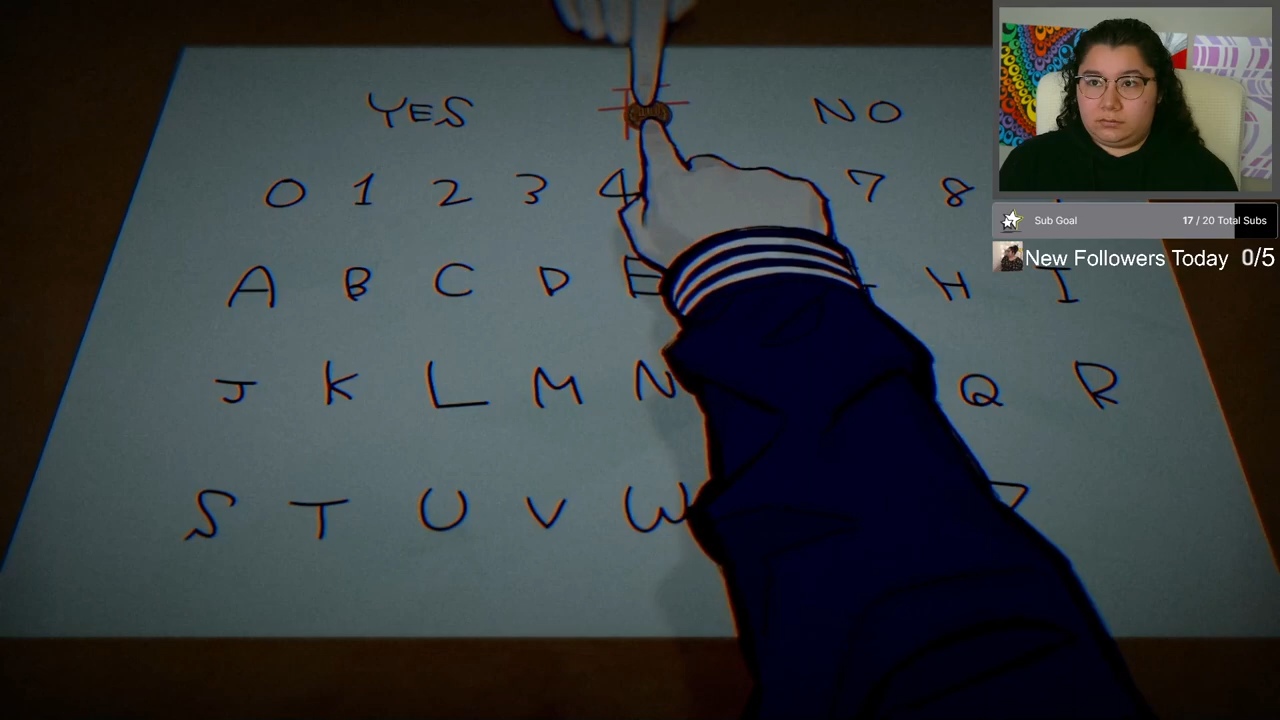 YES NO
0 1 2 3 4 7 8
A B C D E H I
J K L M N Q R
S T U V W
Sub Goal 17 / 20 Total Subs
New Followers Today 0/5